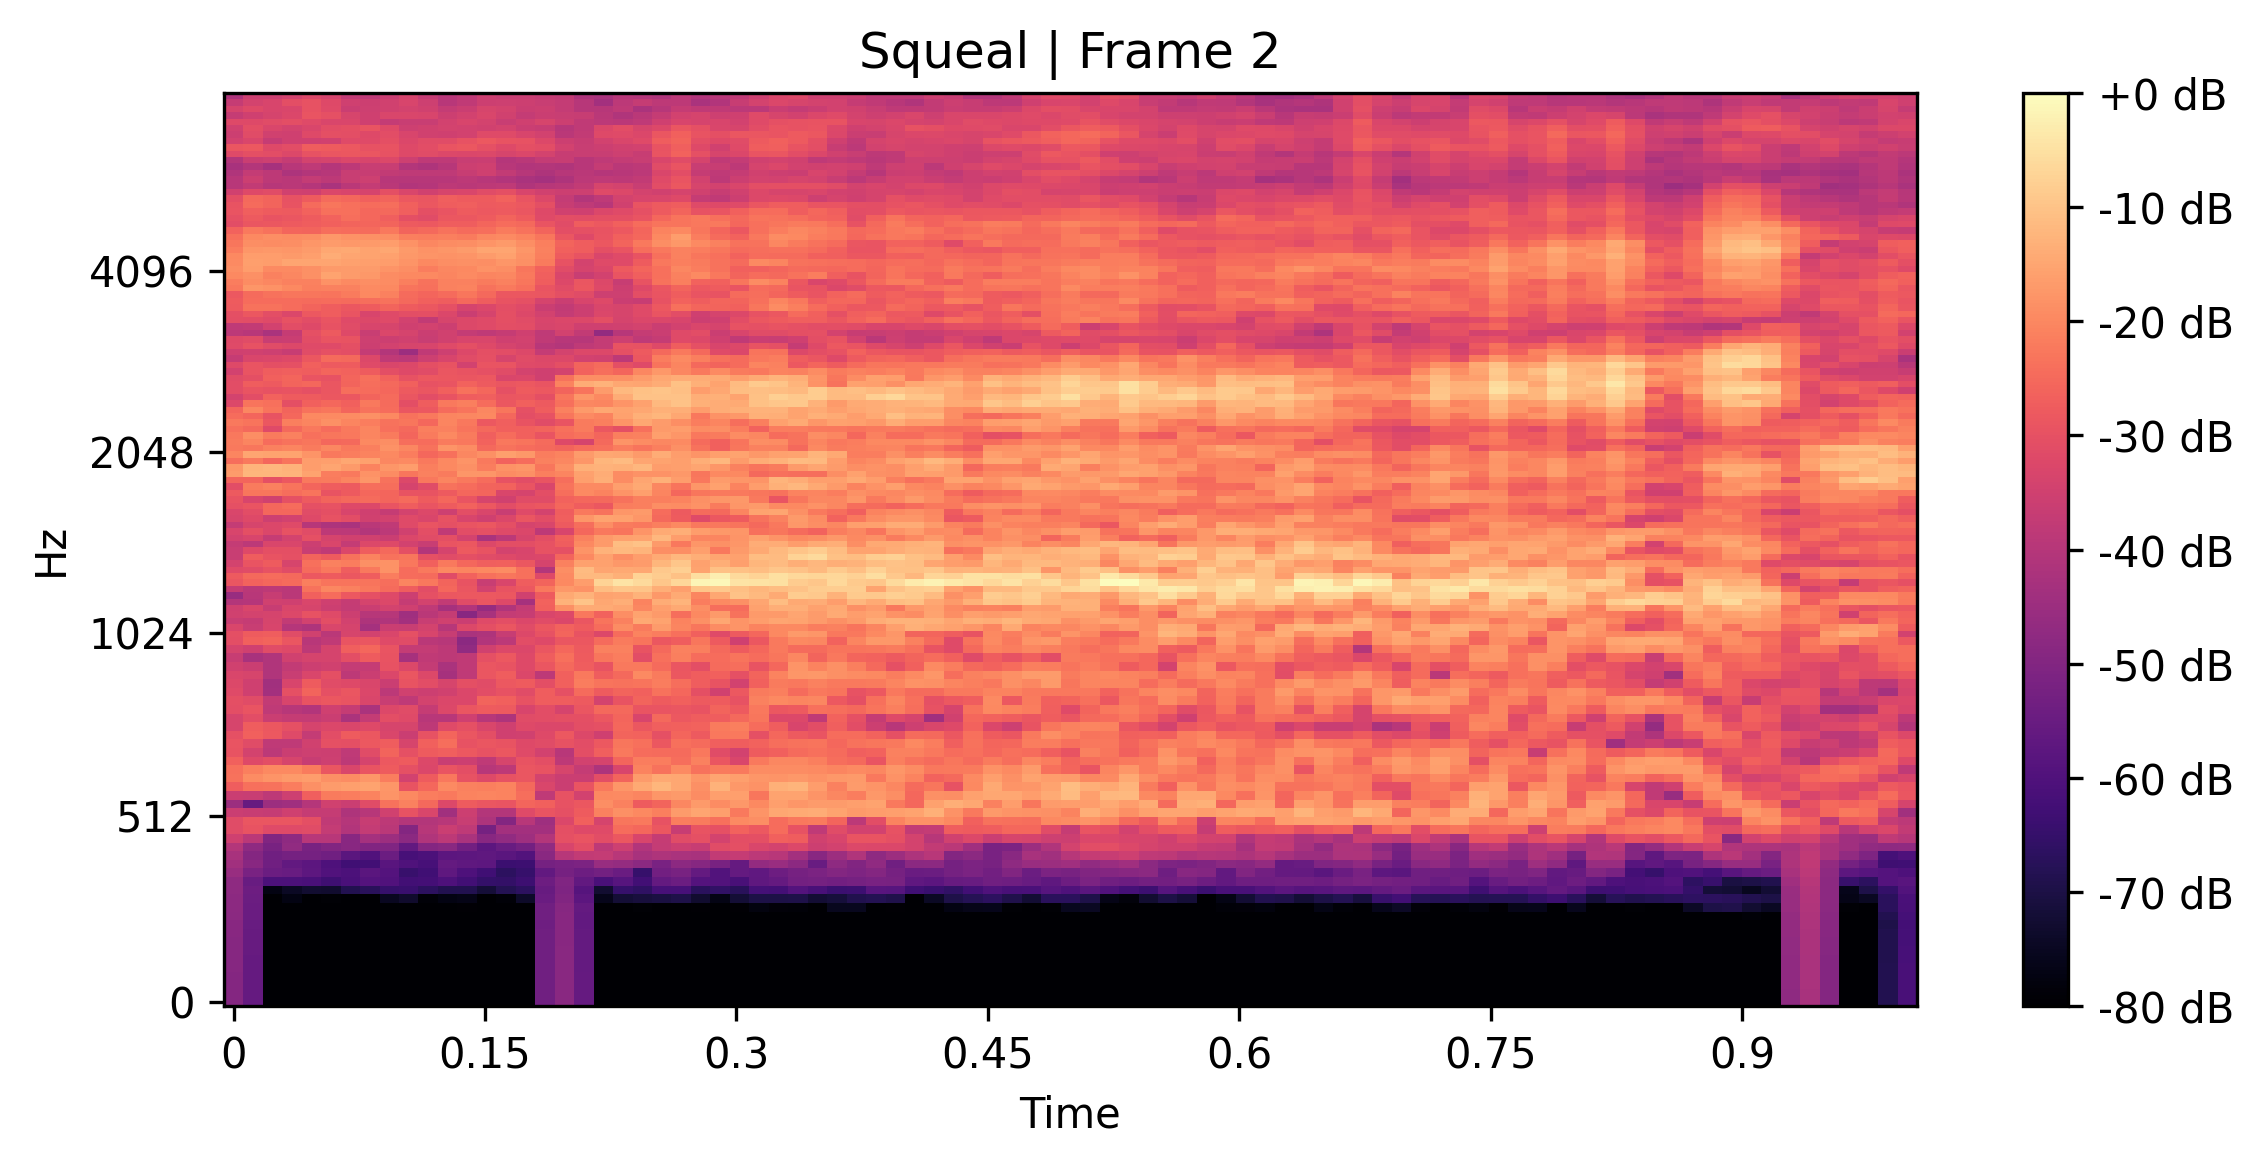 Squeal | Frame 2
+0 dB
-10 dB
-20 dB
-30 dB
-40 dB
-50 dB
-60 dB
-70 dB
-80 dB
4096
2048
1024
512
0
Hz
0
0.15
0.3
0.45
0.6
0.75
0.9
Time